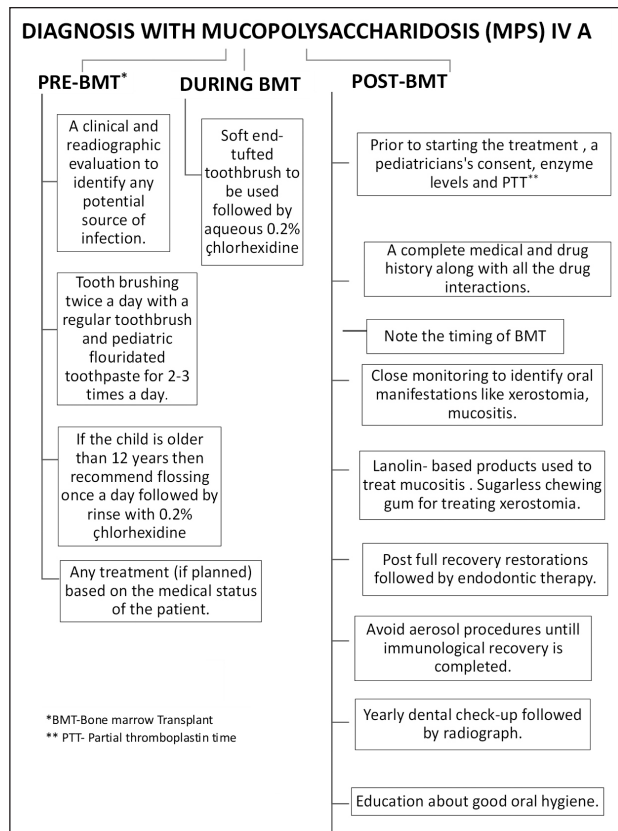 DIAGNOSIS WITH MUCOPOLYSACCHARIDOSIS (MPS) IV A
PRE-BMT*
A clinical and
readiographic
evaluation to
identify any
potential
source of
infection.
Tooth brushing
twice a day with a
regular toothbrush
and pediatric
flouridated
toothpaste for 2-3
times a day.
If the child is older
than 12 years then
recommend flossing
once a day followed by
rinse with 0.2%
çhlorhexidine
Any treatment (if planned)
based on the medical status
of the patient.
DURING BMT
Soft end-
tufted
toothbrush to
be used
followed by
aqueous 0.2%
çhlorhexidine
POST-BMT
Prior to starting the treatment , a
pediatricians's consent, enzyme
levels and PTT**
A complete medical and drug
history along with all the drug
interactions.
Note the timing of BMT
Close monitoring to identify oral
manifestations like xerostomia,
mucositis.
Lanolin- based products used to
treat mucositis . Sugarless chewing
gum for treating xerostomia.
Post full recovery restorations
followed by endodontic therapy.
Avoid aerosol procedures untill
immunological recovery is
completed.
Yearly dental check-up followed
by radiograph.
Education about good oral hygiene.
*BMT-Bone marrow Transplant
** PTT- Partial thromboplastin time